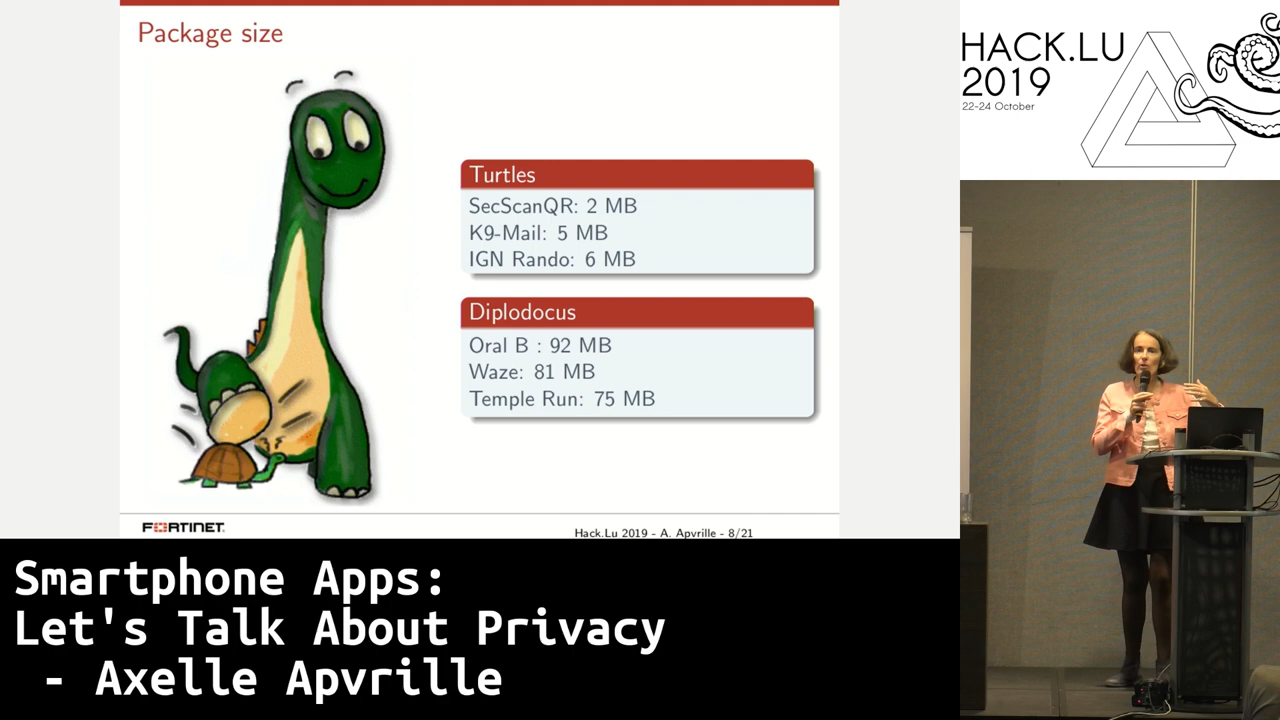 Package size
Turtles
SecScanQR: 2 MB
K9-Mail: 5 MB
IGN Rando: 6 MB
Diplodocus
Oral B : 92 MB
Waze: 81 MB
Temple Run: 75 MB
FORTINET
Hack.Lu 2019 - A. Apvrille - 8/21
HACK.LU
2019
22-24 October
Smartphone Apps:
Let's Talk About Privacy
- Axelle Apvrille